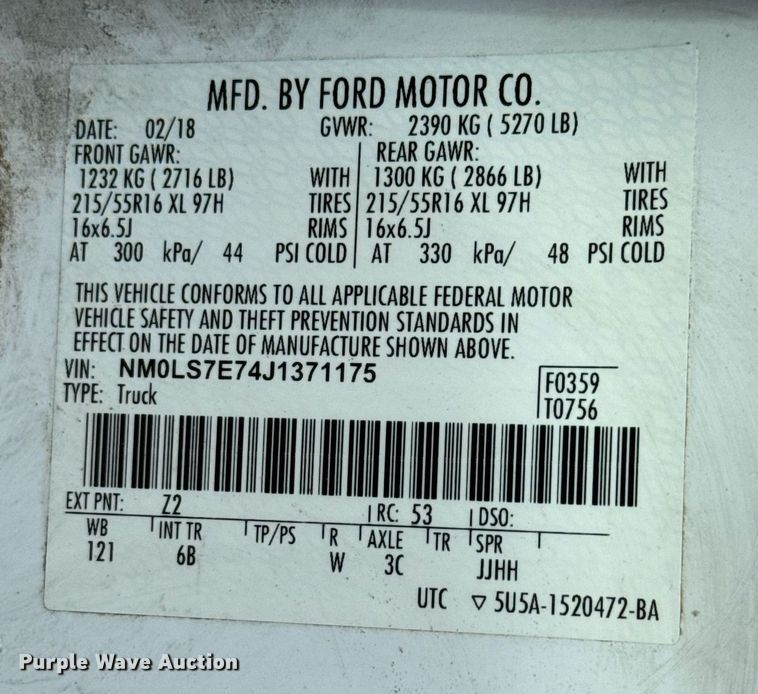 MFD. BY FORD MOTOR CO.
DATE: 02/18 GVWR: 2390 KG ( 5270 LB)
FRONT GAWR: REAR GAWR:
1232 KG ( 2716 LB) WITH 1300 KG ( 2866 LB) WITH
215/55R16 XL 97H TIRES 215/55R16 XL 97H TIRES
16x6.5J RIMS 16x6.5J RIMS
AT 300 kPa/ 44 PSI COLD AT 330 kPa/ 48 PSI COLD
THIS VEHICLE CONFORMS TO ALL APPLICABLE FEDERAL MOTOR
VEHICLE SAFETY AND THEFT PREVENTION STANDARDS IN
EFFECT ON THE DATE OF MANUFACTURE SHOWN ABOVE.
VIN: NM0LS7E74J1371175 F0359
TYPE: Truck T0756
EXT PNT: Z2 RC: 53 DSO:
WB INT TR TP/PS R AXLE TR SPR
121 6B W 3C JJHH
UTC ▽ 5U5A-1520472-BA
Purple Wave Auction